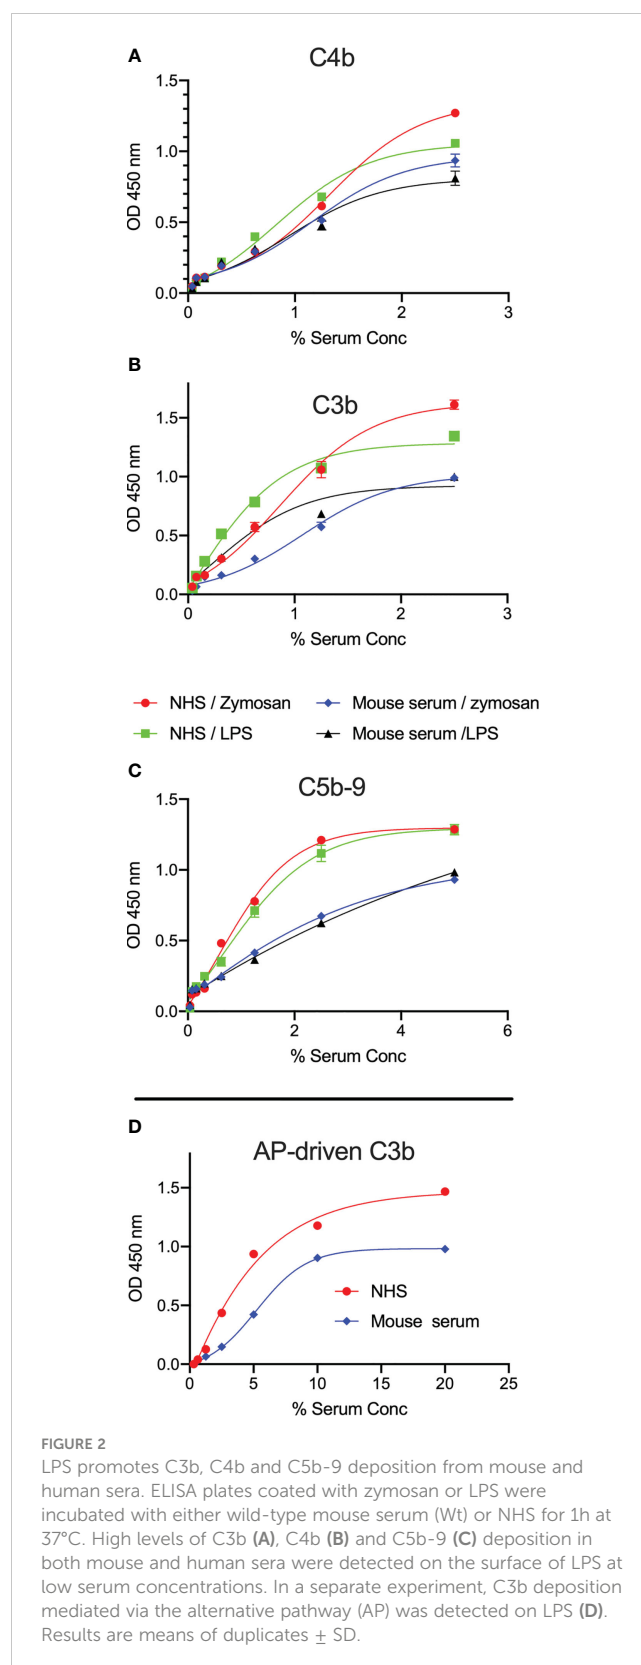 A
C4b
1.5
1.0
0.5
0.0
OD 450 nm
0 1 2 3
% Serum Conc
B
C3b
1.5
1.0
0.5
0.0
OD 450 nm
0 1 2 3
% Serum Conc
NHS / Zymosan
Mouse serum / zymosan
NHS / LPS
Mouse serum /LPS
C
C5b-9
1.5
1.0
0.5
0.0
OD 450 nm
0 2 4 6
% Serum Conc
D
AP-driven C3b
1.5
1.0
0.5
0.0
OD 450 nm
NHS
Mouse serum
0 5 10 15 20 25
% Serum Conc
FIGURE 2
LPS promotes C3b, C4b and C5b-9 deposition from mouse and
human sera. ELISA plates coated with zymosan or LPS were
incubated with either wild-type mouse serum (Wt) or NHS for 1h at
37°C. High levels of C3b (A), C4b (B) and C5b-9 (C) deposition in
both mouse and human sera were detected on the surface of LPS at
low serum concentrations. In a separate experiment, C3b deposition
mediated via the alternative pathway (AP) was detected on LPS (D).
Results are means of duplicates ± SD.